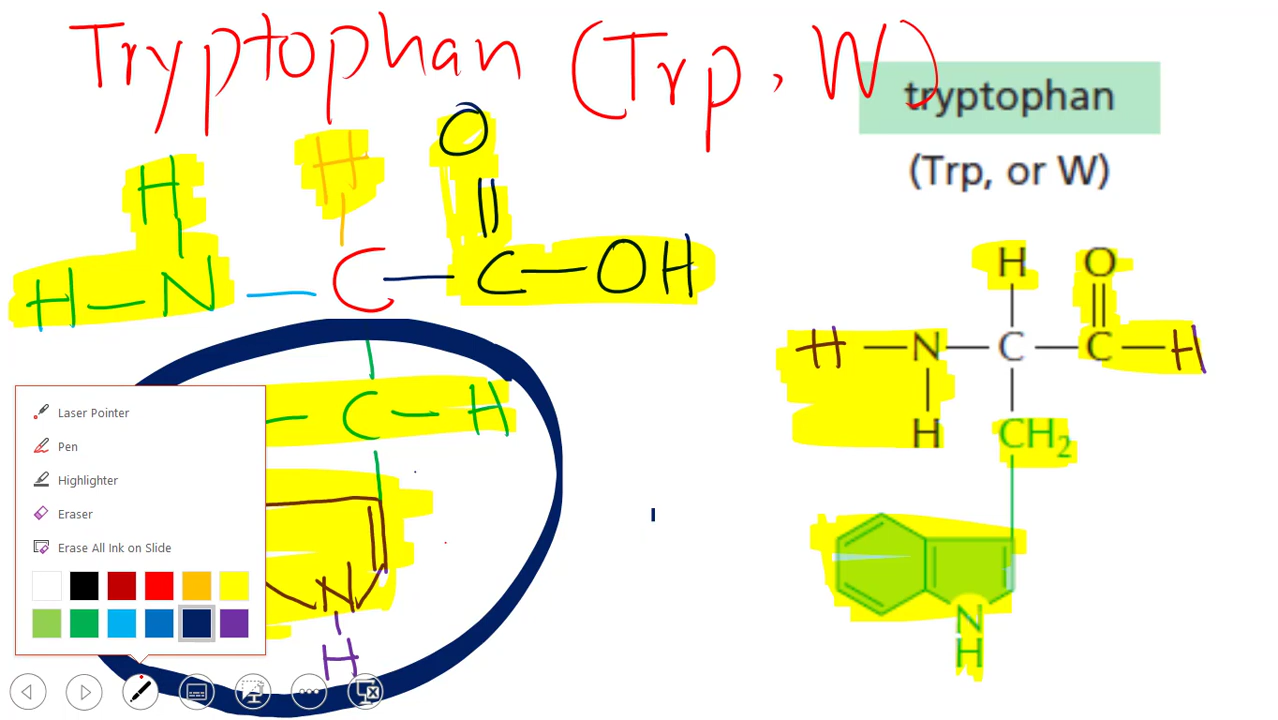 Tryptophan (Trp, W)
tryptophan
(Trp, or W)
H H O
H — N — C — C — OH
C — H
N
H
H O
H — N — C — C — H
H CH2
N
H
Laser Pointer
Pen
Highlighter
Eraser
Erase All Ink on Slide